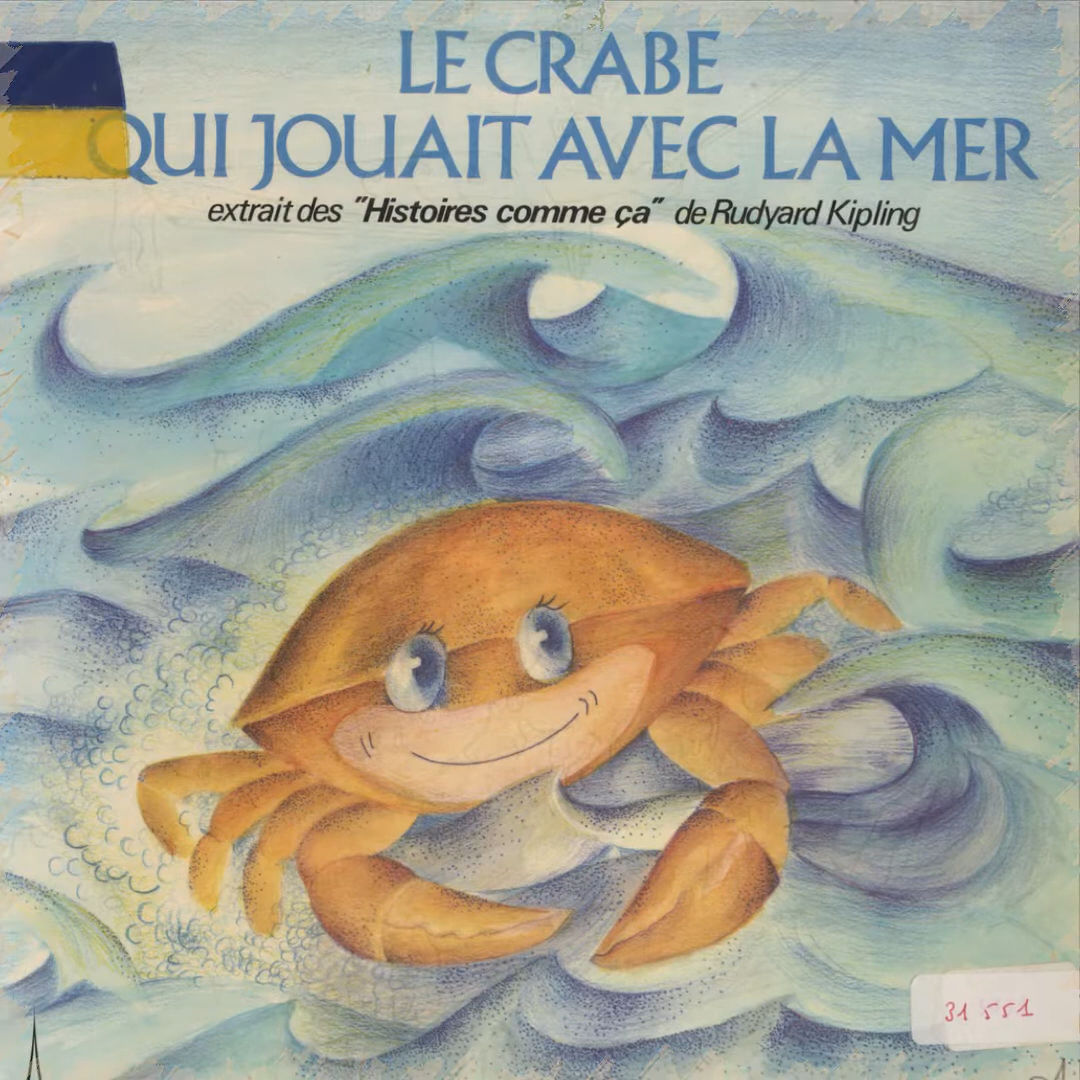 LE CRABE
QUI JOUAIT AVEC LA MER
extrait des "Histoires comme ça" de Rudyard Kipling
31 551